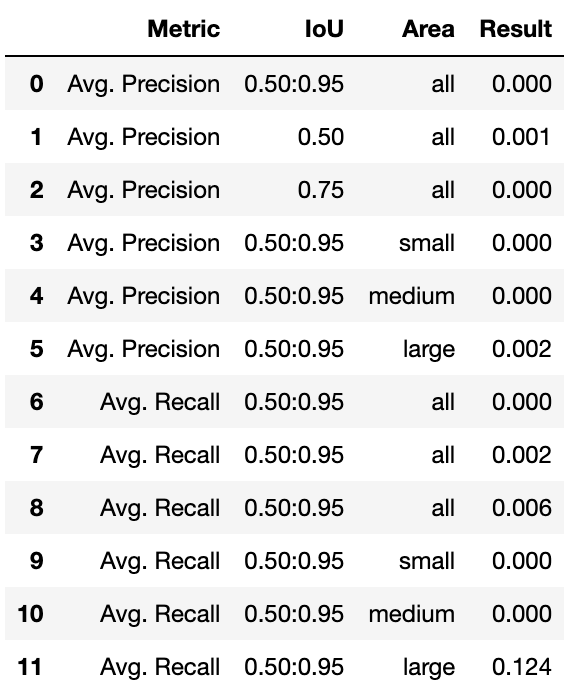 Metric IoU Area Result
0 Avg. Precision 0.50:0.95 all 0.000
1 Avg. Precision 0.50 all 0.001
2 Avg. Precision 0.75 all 0.000
3 Avg. Precision 0.50:0.95 small 0.000
4 Avg. Precision 0.50:0.95 medium 0.000
5 Avg. Precision 0.50:0.95 large 0.002
6 Avg. Recall 0.50:0.95 all 0.000
7 Avg. Recall 0.50:0.95 all 0.002
8 Avg. Recall 0.50:0.95 all 0.006
9 Avg. Recall 0.50:0.95 small 0.000
10 Avg. Recall 0.50:0.95 medium 0.000
11 Avg. Recall 0.50:0.95 large 0.124